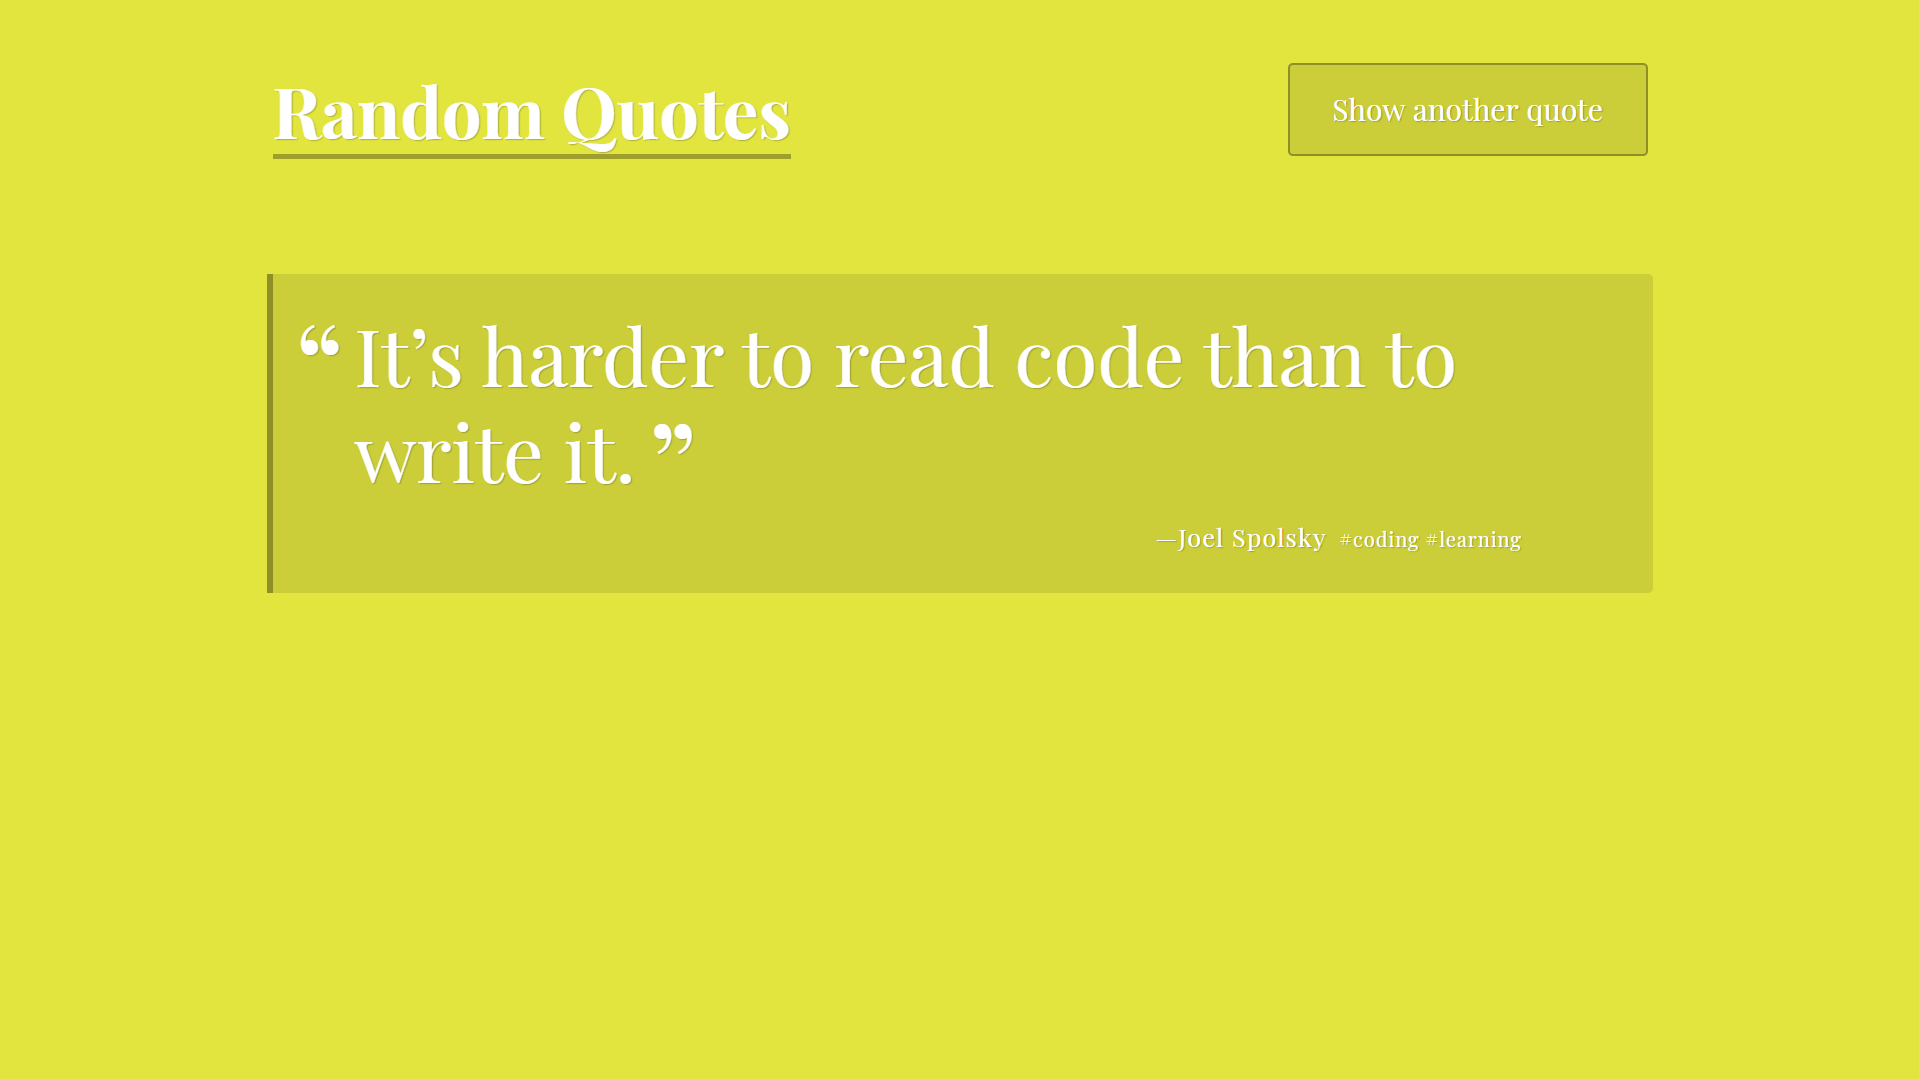 Random Quotes
Show another quote
“ It’s harder to read code than to
write it. ”
—Joel Spolsky #coding #learning